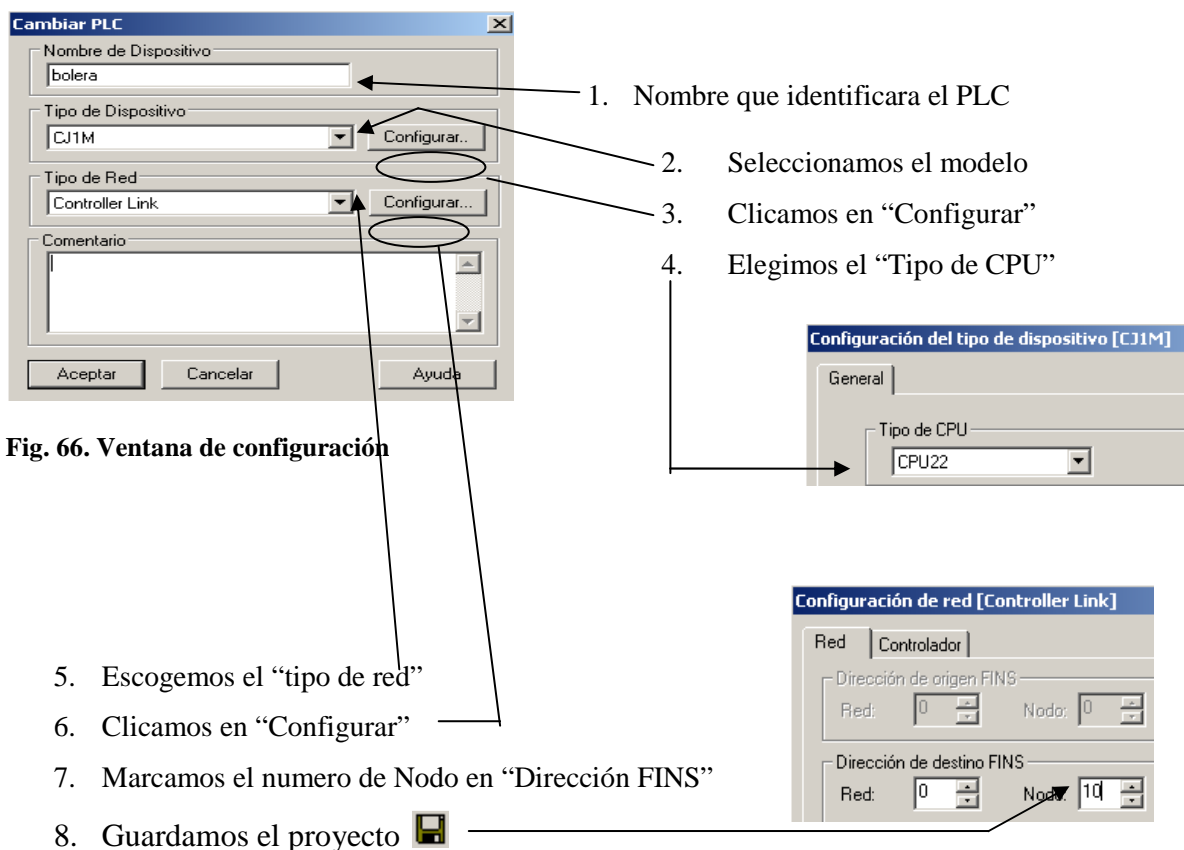 Cambiar PLC
Nombre de Dispositivo
bolera
Tipo de Dispositivo
CJ1M
Configurar..
Tipo de Red
Controller Link
Configurar...
Comentario
Aceptar
Cancelar
Ayuda
1. Nombre que identificara el PLC
2. Seleccionamos el modelo
3. Clicamos en “Configurar”
4. Elegimos el “Tipo de CPU”
Configuración del tipo de dispositivo [CJ1M]
General
Tipo de CPU
CPU22
Fig. 66. Ventana de configuración
5. Escogemos el “tipo de red”
6. Clicamos en “Configurar”
7. Marcamos el numero de Nodo en “Dirección FINS”
8. Guardamos el proyecto
Configuración de red [Controller Link]
Red
Controlador
Dirección de origen FINS
Red: 0 Nodo: 0
Dirección de destino FINS
Red: 0 Nodo: 10